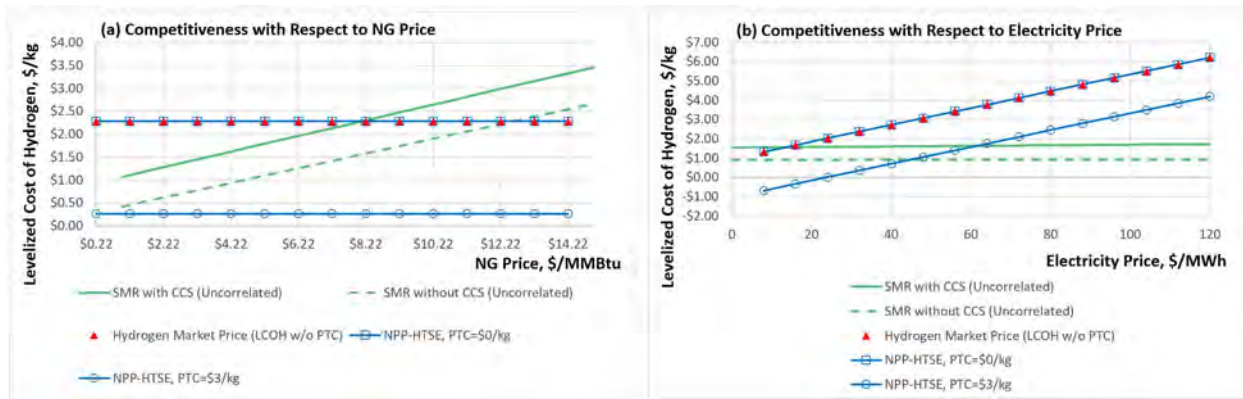 (a) Competitiveness with Respect to NG Price
Levelized Cost of Hydrogen, $/kg
$4.00
$3.50
$3.00
$2.50
$2.00
$1.50
$1.00
$0.50
$0.00
$0.22 $2.22 $4.22 $6.22 $8.22 $10.22 $12.22 $14.22
NG Price, $/MMBtu
SMR with CCS (Uncorrelated) SMR without CCS (Uncorrelated)
Hydrogen Market Price (LCOH w/o PTC) NPP-HTSE, PTC=$0/kg
NPP-HTSE, PTC=$3/kg
(b) Competitiveness with Respect to Electricity Price
Levelized Cost of Hydrogen, $/kg
$7.00
$6.00
$5.00
$4.00
$3.00
$2.00
$1.00
$0.00
-$1.00
-$2.00
0 20 40 60 80 100 120
Electricity Price, $/MWh
SMR with CCS (Uncorrelated)
SMR without CCS (Uncorrelated)
Hydrogen Market Price (LCOH w/o PTC)
NPP-HTSE, PTC=$0/kg
NPP-HTSE, PTC=$3/kg